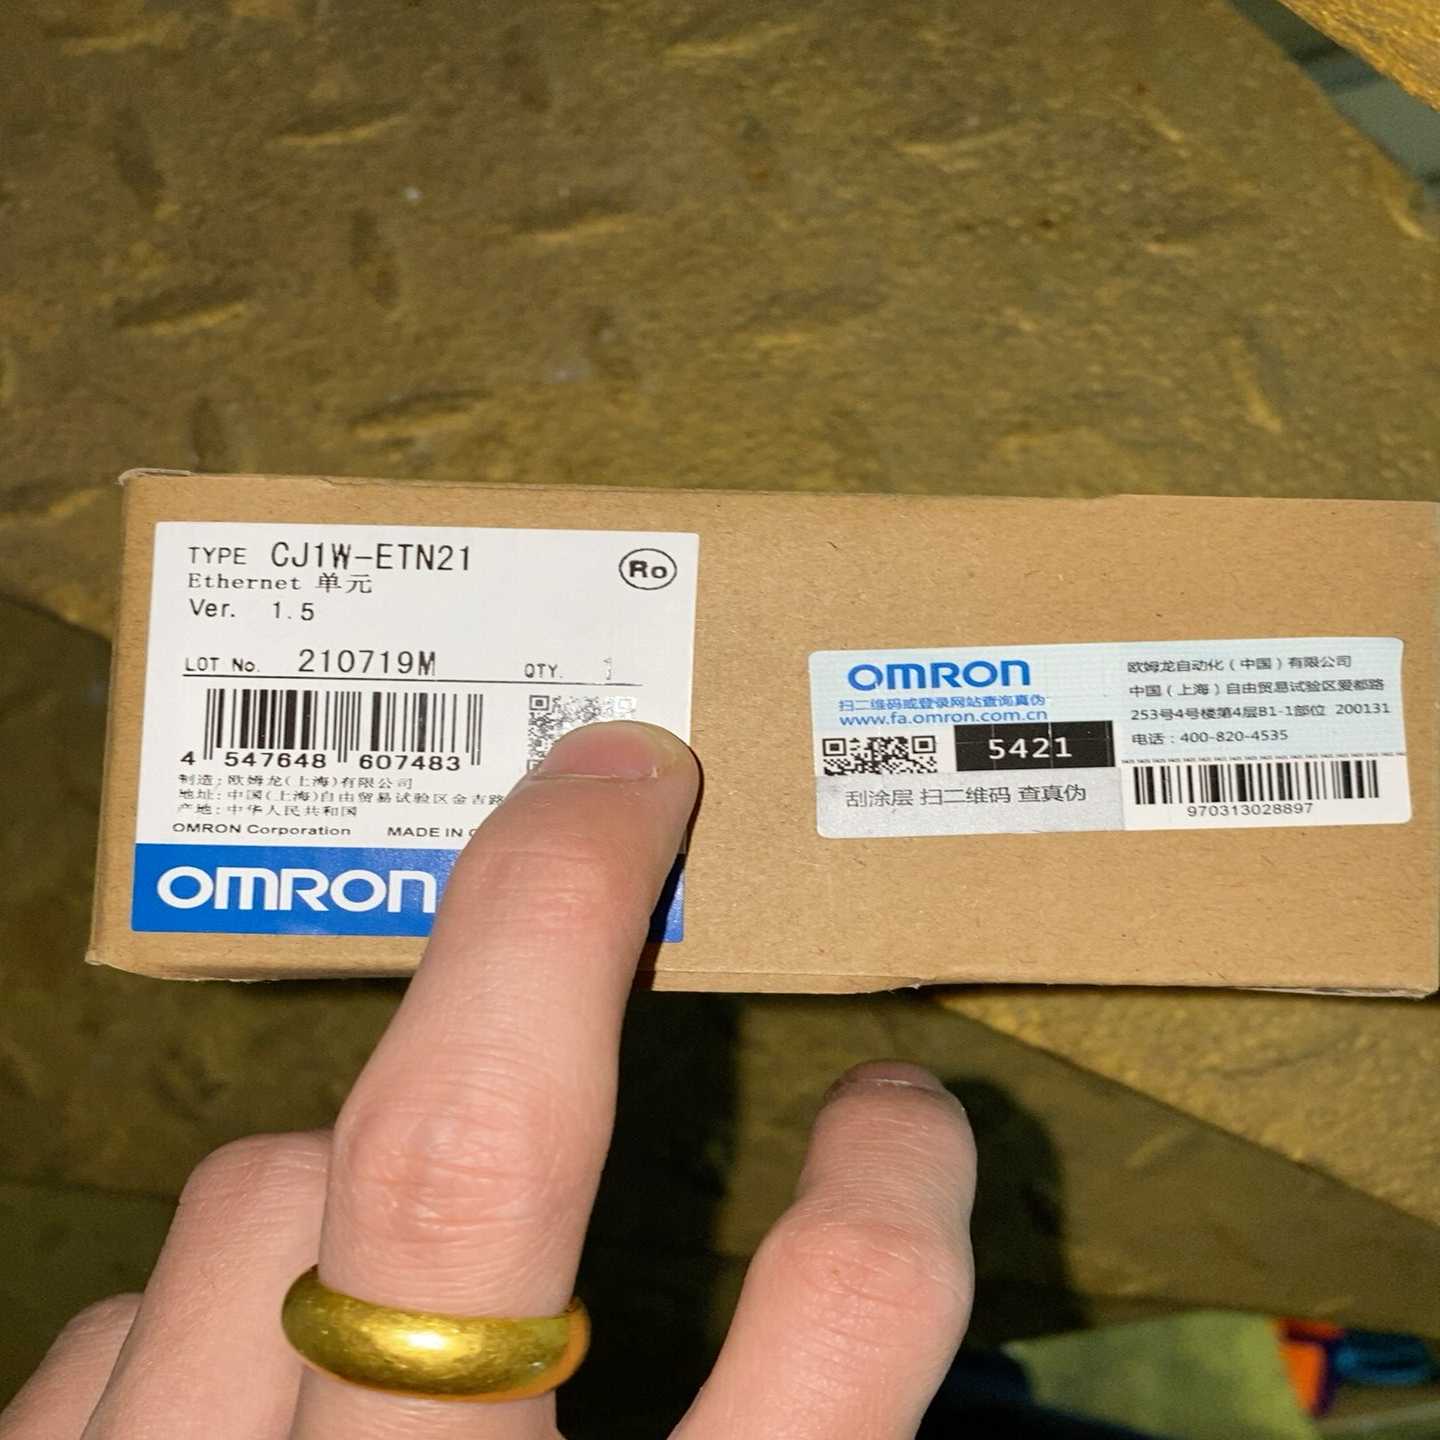 TYPE CJ1W-ETN21
Ro
Ethernet 单元
Ver. 1.5
LOT No. 210719M QTY.
4 547648 607483
制造:欧姆龙(上海)有限公司
地址:中国(上海)自由贸易试验区金吉路
产地:中华人民共和国
OMRON Corporation MADE IN
OMRON
OMRON
扫二维码或登录网站查询真伪
www.fa.omron.com.cn
5421
刮涂层 扫二维码 查真伪
欧姆龙自动化(中国)有限公司
中国(上海)自由贸易试验区爱都路
253号4号楼第4层B1-1部位 200131
电话:400-820-4535
970313028897